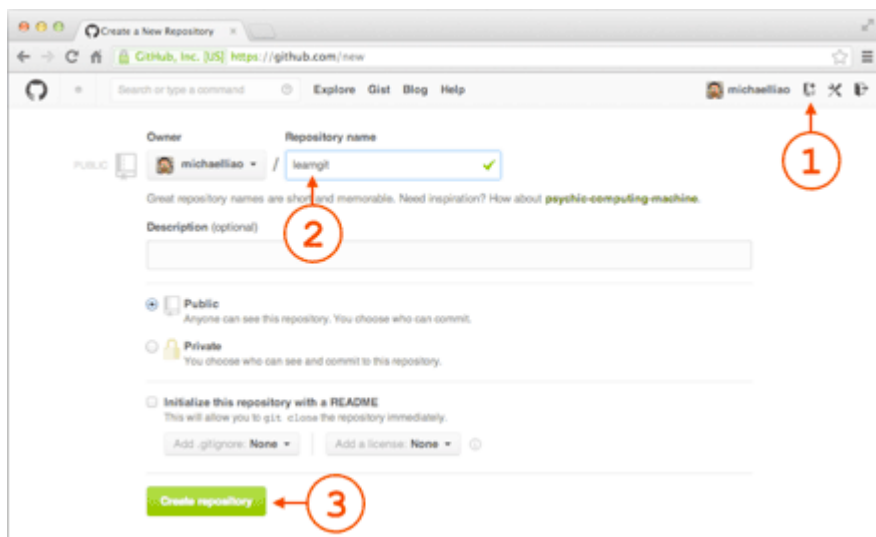 Create a New Repository
GitHub, Inc. [US] https://github.com/new
Search or type a command Explore Gist Blog Help michaelliao
1
Owner Repository name
PUBLIC michaelliao / learngit
Great repository names are short and memorable. Need inspiration? How about psychic-computing-machine.
2
Description (optional)
Public
Anyone can see this repository. You choose who can commit.
Private
You choose who can see and commit to this repository.
Initialize this repository with a README
This will allow you to git clone the repository immediately.
Add .gitignore: None Add a license: None
Create repository 3